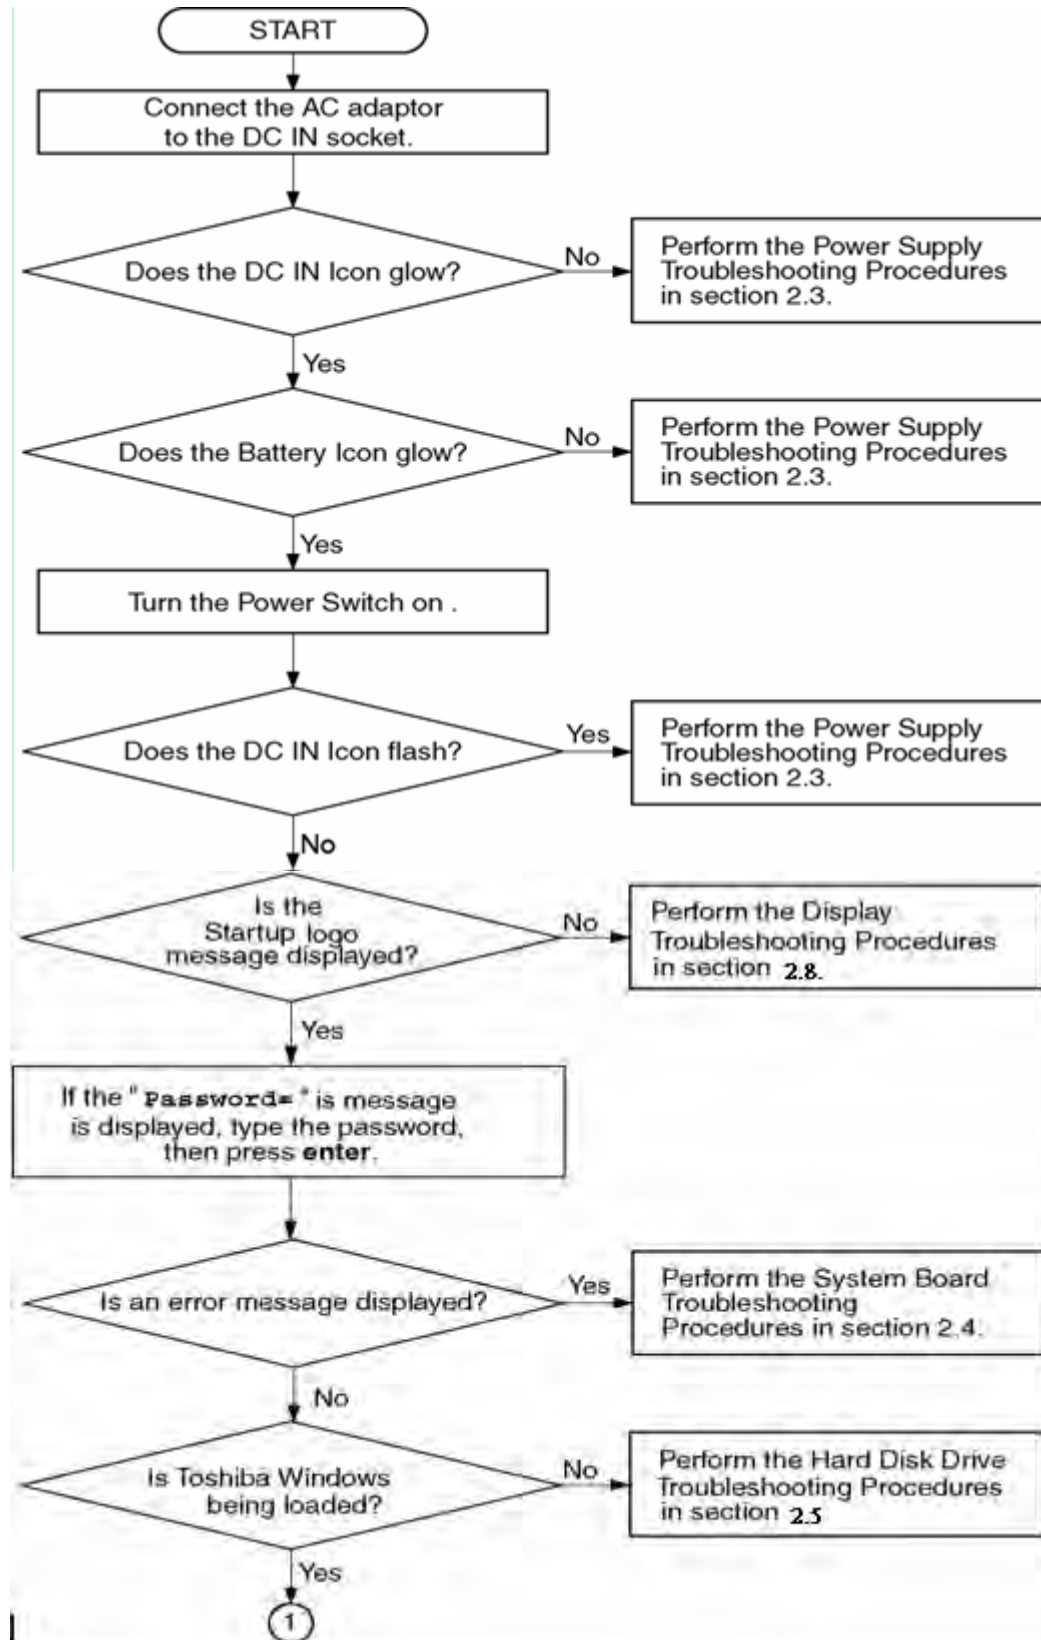 START
Connect the AC adaptor
to the DC IN socket.
Does the DC IN Icon glow?
No
Perform the Power Supply
Troubleshooting Procedures
in section 2.3.
Yes
Does the Battery Icon glow?
No
Perform the Power Supply
Troubleshooting Procedures
in section 2.3.
Yes
Turn the Power Switch on .
Does the DC IN Icon flash?
Yes
Perform the Power Supply
Troubleshooting Procedures
in section 2.3.
No
Is the
Startup logo
message displayed?
No
Perform the Display
Troubleshooting Procedures
in section 2.8.
Yes
If the "Password= " is message
is displayed, type the password,
then press enter.
Is an error message displayed?
Yes
Perform the System Board
Troubleshooting
Procedures in section 2.4.
No
Is Toshiba Windows
being loaded?
No
Perform the Hard Disk Drive
Troubleshooting Procedures
in section 2.5
Yes
1